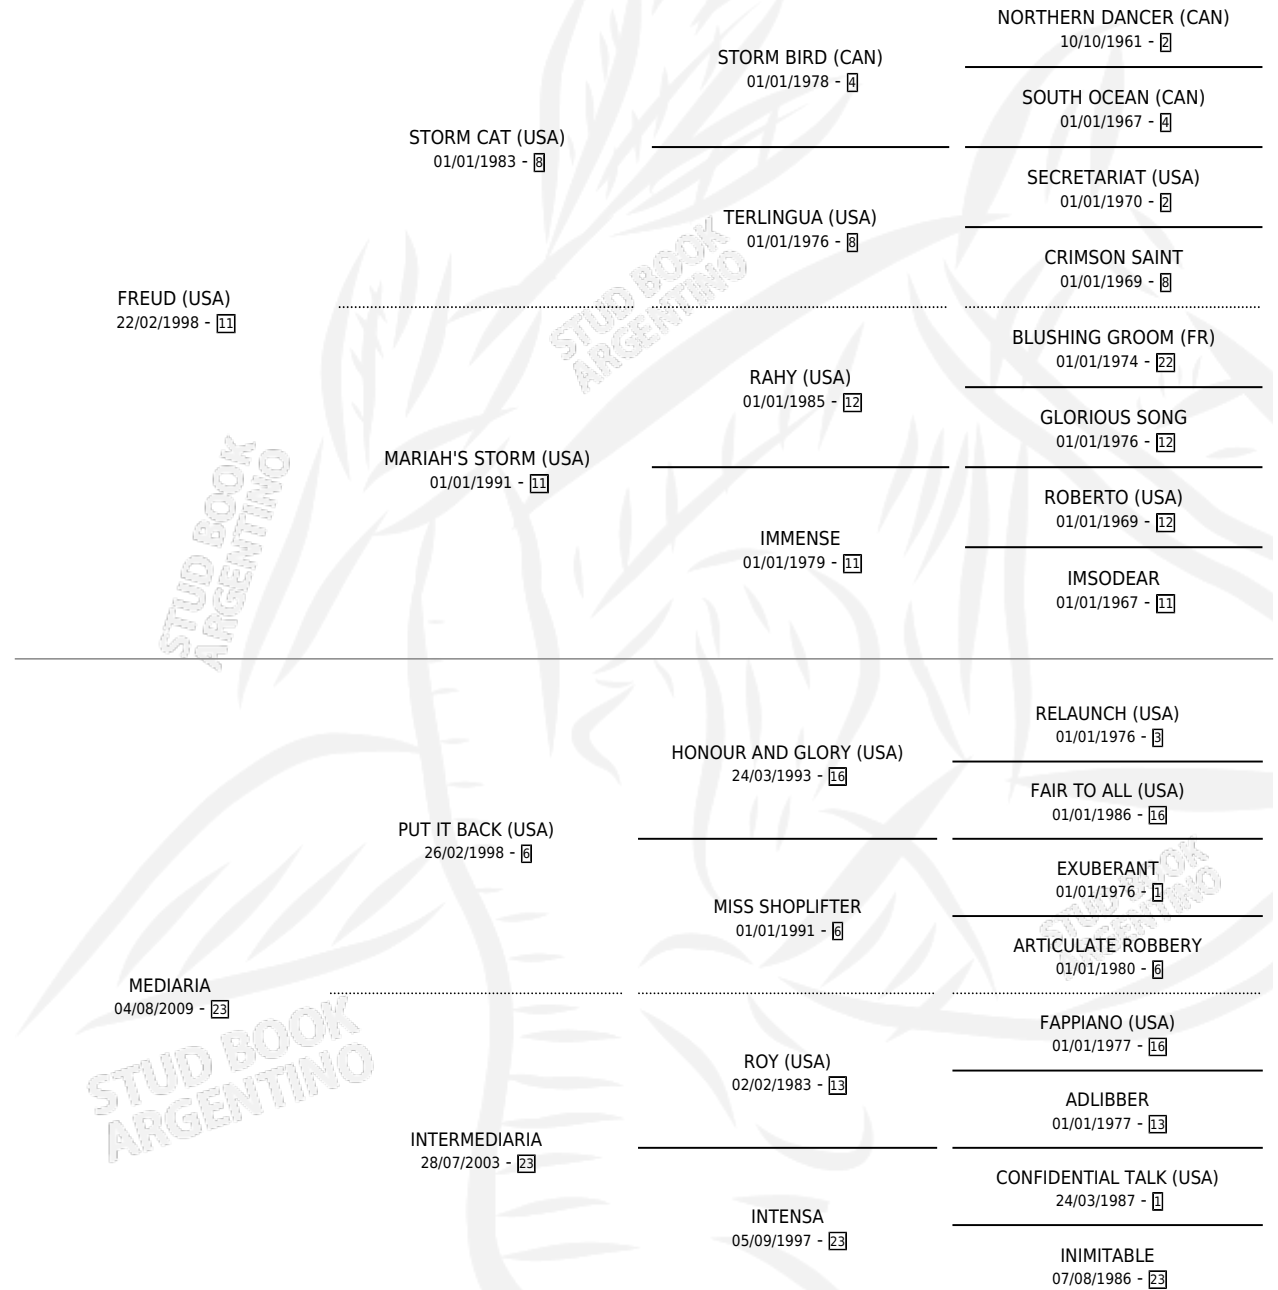 NORTHERN DANCER (CAN)
10/10/1961 - 2
STORM BIRD (CAN)
01/01/1978 - 4
SOUTH OCEAN (CAN)
01/01/1967 - 4
STORM CAT (USA)
01/01/1983 - 8
SECRETARIAT (USA)
01/01/1970 - 2
TERLINGUA (USA)
01/01/1976 - 8
CRIMSON SAINT
01/01/1969 - 8
FREUD (USA)
22/02/1998 - 11
BLUSHING GROOM (FR)
01/01/1974 - 22
RAHY (USA)
01/01/1985 - 12
GLORIOUS SONG
01/01/1976 - 12
MARIAH'S STORM (USA)
01/01/1991 - 11
ROBERTO (USA)
01/01/1969 - 12
IMMENSE
01/01/1979 - 11
IMSODEAR
01/01/1967 - 11
RELAUNCH (USA)
01/01/1976 - 3
HONOUR AND GLORY (USA)
24/03/1993 - 16
FAIR TO ALL (USA)
01/01/1986 - 16
PUT IT BACK (USA)
26/02/1998 - 6
EXUBERANT
01/01/1976 - 1
MISS SHOPLIFTER
01/01/1991 - 6
ARTICULATE ROBBERY
01/01/1980 - 6
MEDIARIA
04/08/2009 - 23
FAPPIANO (USA)
01/01/1977 - 16
ROY (USA)
02/02/1983 - 13
ADLIBBER
01/01/1977 - 13
INTERMEDIARIA
28/07/2003 - 23
CONFIDENTIAL TALK (USA)
24/03/1987 - 1
INTENSA
05/09/1997 - 23
INIMITABLE
07/08/1986 - 23
STUD BOOK
ARGENTINO
STUD BOOK
ARGENTINO
STUD BOOK
ARGENTINO
STUD BOOK
ARGENTINO